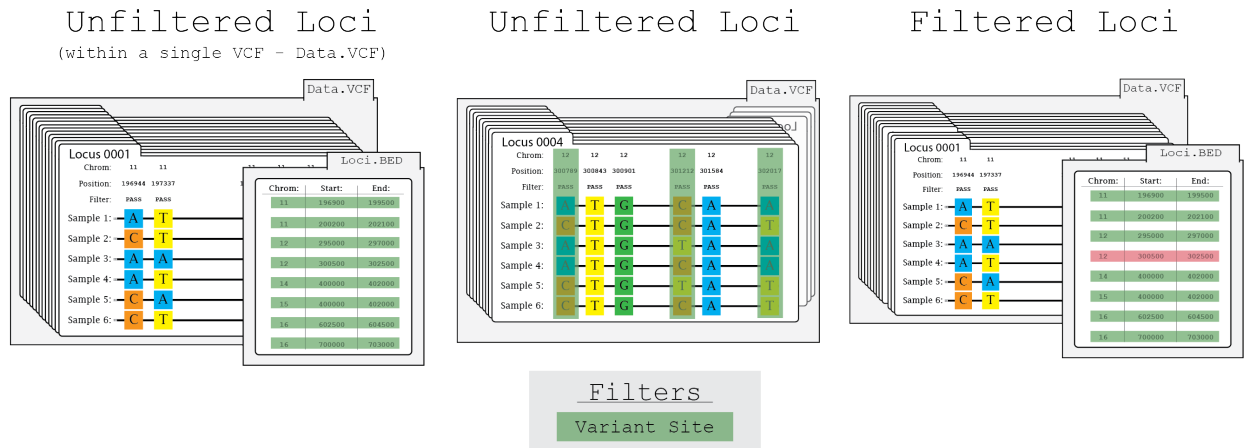 Unfiltered Loci
(within a single VCF – Data.VCF)
Data.VCF
Locus 0001
Chrom: 11 11
Position: 196944 197337
Filter: PASS PASS
Sample 1: A T
Sample 2: C T
Sample 3: A A
Sample 4: A T
Sample 5: C A
Sample 6: C T
Loci.BED
Chrom: Start: End:
11 196900 199500
11 200200 202100
12 295000 297000
12 300500 302500
14 400000 402000
15 400000 402000
16 602500 604500
16 700000 703000
Unfiltered Loci
Data.VCF
Locus 0004
Chrom: 12 12 12 12 12 12
Position: 300789 300843 300901 301212 301584 302017
Filter: PASS PASS PASS PASS PASS PASS
Sample 1: A T G C A A
Sample 2: C T G C A T
Sample 3: A T G T A A
Sample 4: A T G C A A
Sample 5: C T G T A T
Sample 6: C T G C A T
Filtered Loci
Data.VCF
Locus 0001
Chrom: 11 11
Position: 196944 197337
Filter: PASS PASS
Sample 1: A T
Sample 2: C T
Sample 3: A A
Sample 4: A T
Sample 5: C A
Sample 6: C T
Loci.BED
Chrom: Start: End:
11 196900 199500
11 200200 202100
12 295000 297000
12 300500 302500
14 400000 402000
15 400000 402000
16 602500 604500
16 700000 703000
Filters
Variant Site